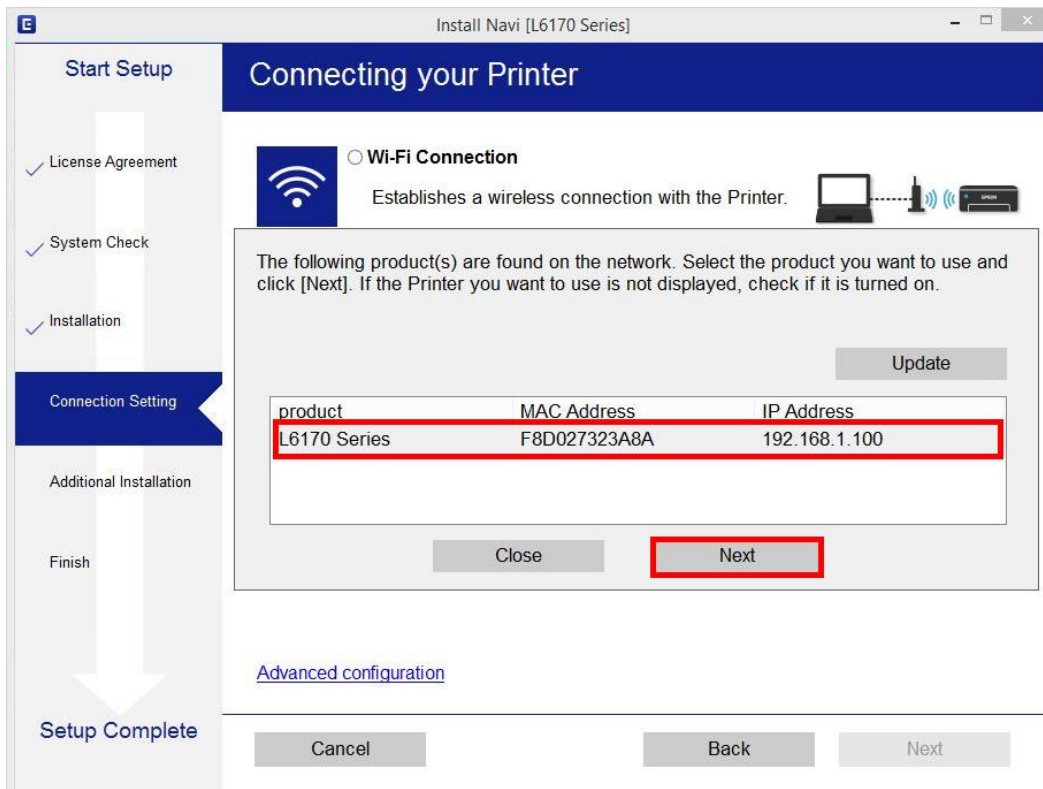 E
Install Navi [L6170 Series]
Start Setup
Connecting your Printer
License Agreement
System Check
Installation
Connection Setting
Additional Installation
Finish
Setup Complete
Wi-Fi Connection
Establishes a wireless connection with the Printer.
EPSON
The following product(s) are found on the network. Select the product you want to use and
click [Next]. If the Printer you want to use is not displayed, check if it is turned on.
Update
product MAC Address IP Address
L6170 Series F8D027323A8A 192.168.1.100
Close Next
Advanced configuration
Cancel Back Next